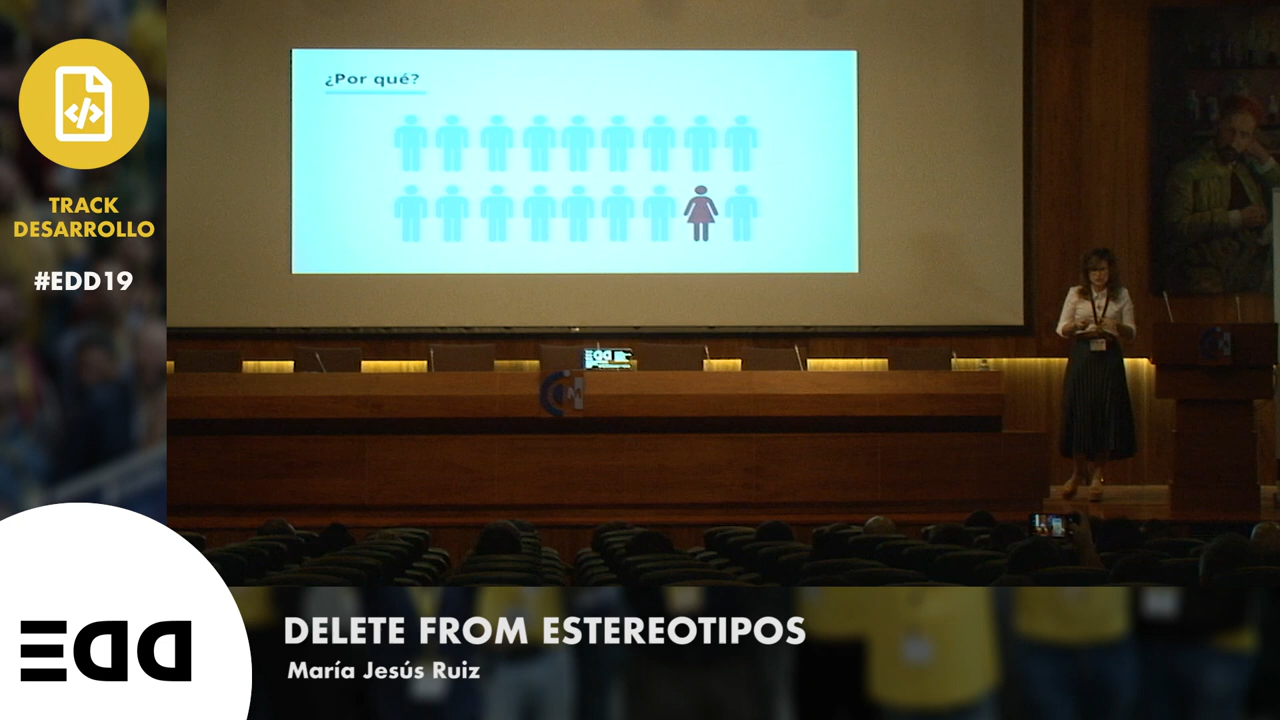 </>
TRACK
DESARROLLO
#EDD19
¿Por qué?
EDD
DELETE FROM ESTEREOTIPOS
María Jesús Ruiz